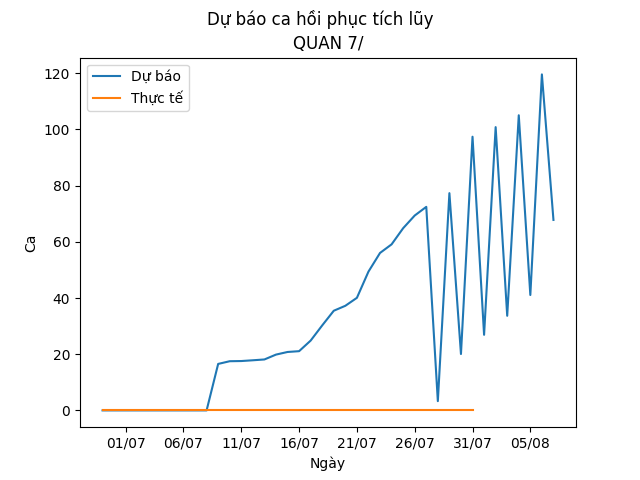 Dự báo ca hồi phục tích lũy
QUAN 7/
Dự báo
Thực tế
120
100
80
60
40
20
0
Ca
01/07 06/07 11/07 16/07 21/07 26/07 31/07 05/08
Ngày